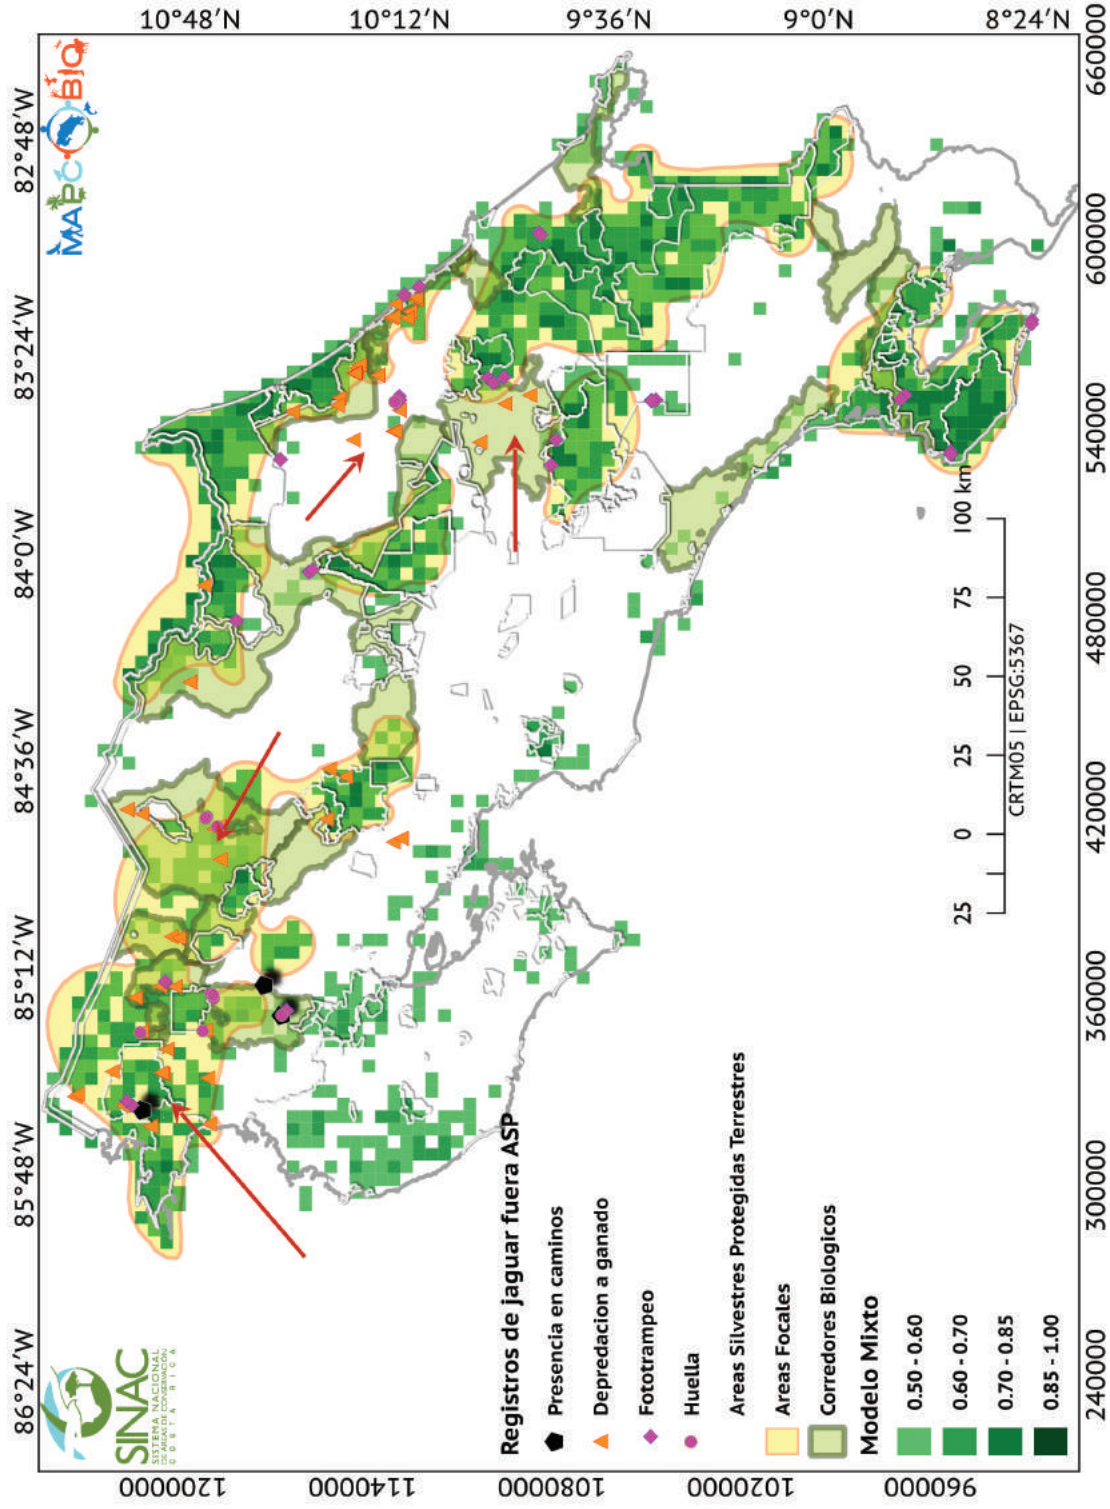 86°24′W
85°48′W
85°12′W
84°36′W
84°0′W
83°24′W
82°48′W
SINAC
SISTEMA NACIONAL
DE ÁREAS DE CONSERVACIÓN
COSTA RICA
MAPCOBIO
1200000
1140000
1080000
1020000
960000
10°48′N
10°12′N
9°36′N
9°0′N
8°24′N
Registros de jaguar fuera ASP
Presencia en caminos
Depredacion a ganado
Fototrampeo
Huella
Areas Silvestres Protegidas Terrestres
Areas Focales
Corredores Biologicos
Modelo Mixto
0.50 - 0.60
0.60 - 0.70
0.70 - 0.85
0.85 - 1.00
25 0 25 50 75 100 km
CRTM05 | EPSG:5367
240000
300000
360000
420000
480000
540000
600000
660000